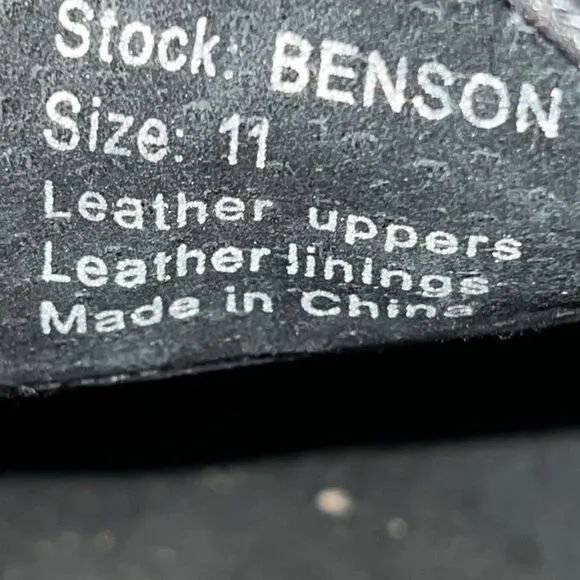 Stock: BENSON
Size: 11
Leather uppers
Leather linings
Made in China